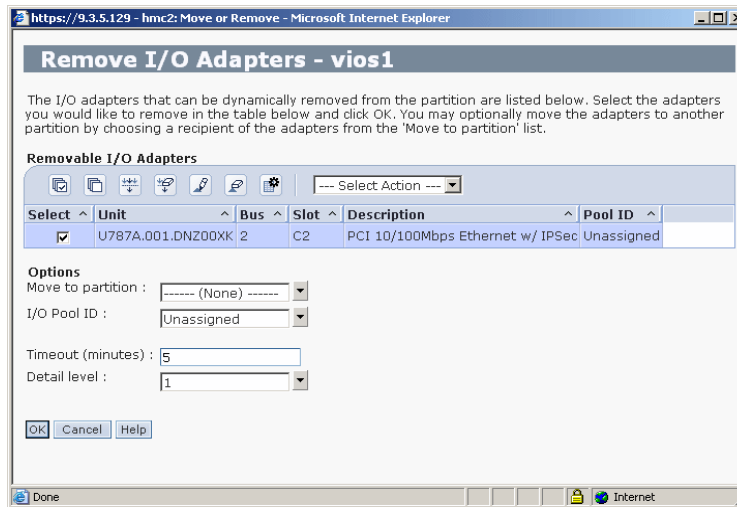 https://9.3.5.129 - hmc2: Move or Remove - Microsoft Internet Explorer
Remove I/O Adapters - vios1
The I/O adapters that can be dynamically removed from the partition are listed below. Select the adapters
you would like to remove in the table below and click OK. You may optionally move the adapters to another
partition by choosing a recipient of the adapters from the 'Move to partition' list.
Removable I/O Adapters
--- Select Action ---
Select ^ Unit ^ Bus ^ Slot ^ Description ^ Pool ID ^
U787A.001.DNZ00XK 2 C2 PCI 10/100Mbps Ethernet w/ IPSec Unassigned
Options
Move to partition : ------ (None) ------
I/O Pool ID : Unassigned
Timeout (minutes) : 5
Detail level : 1
OK Cancel Help
Done Internet